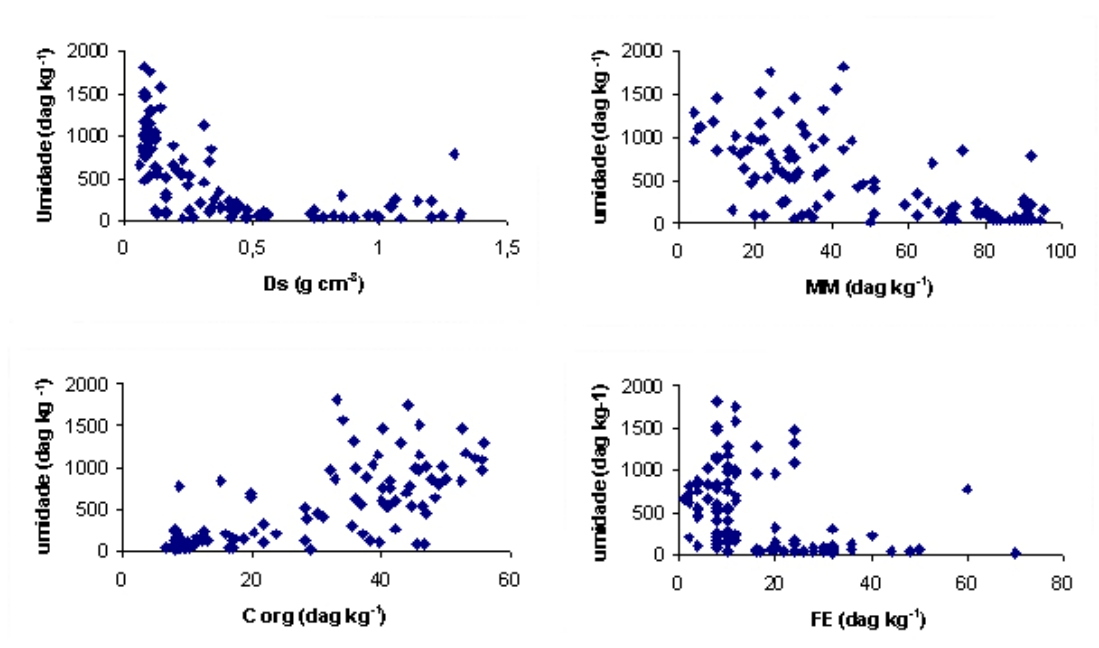 Umidade (dag kg⁻¹)
2000
1500
1000
500
0
0 0,5 1 1,5
Ds (g cm⁻³)
umidade (dag kg⁻¹)
2000
1500
1000
500
0
0 20 40 60 80 100
MM (dag kg⁻¹)
umidade (dag kg⁻¹)
2000
1500
1000
500
0
0 20 40 60
C org (dag kg⁻¹)
umidade (dag kg-1)
2000
1500
1000
500
0
0 20 40 60 80
FE (dag kg⁻¹)